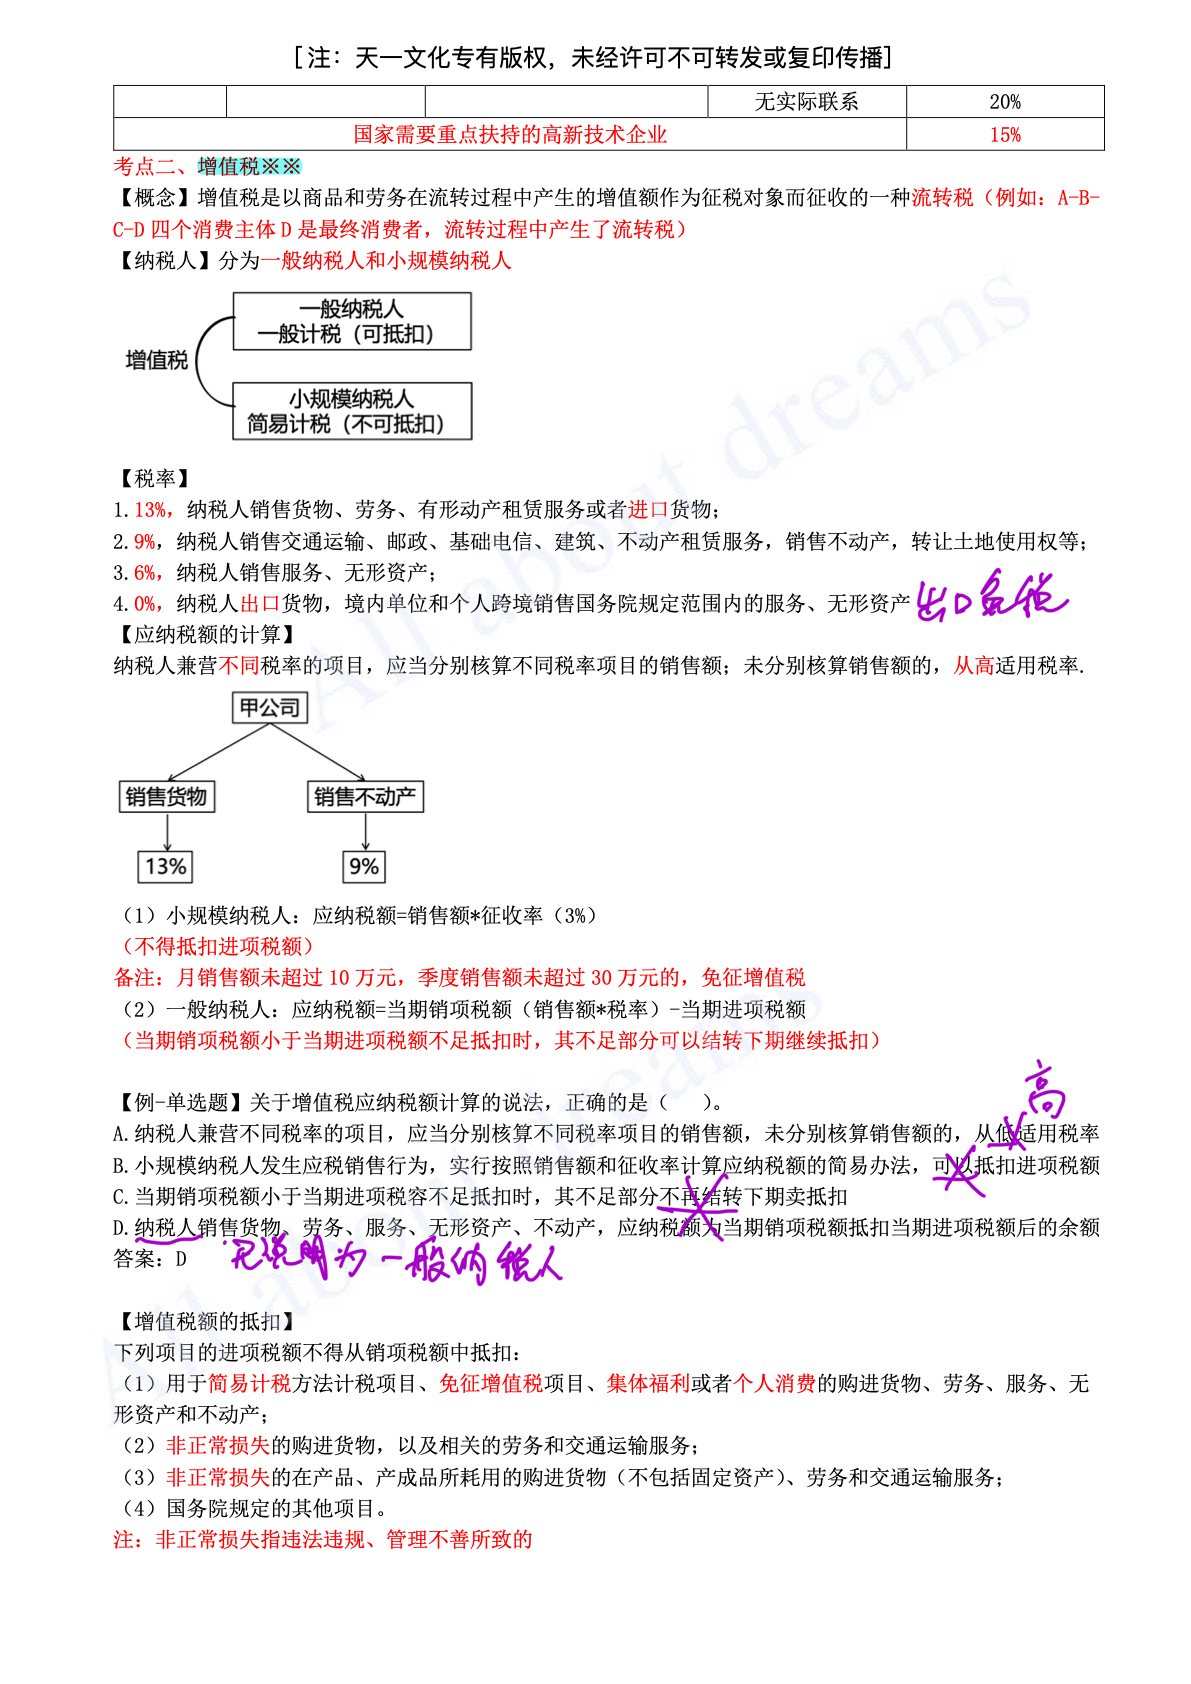 [注：天一文化专有版权，未经许可不可转发或复印传播]
无实际联系 20%
国家需要重点扶持的高新技术企业 15%
考点二、增值税※※
【概念】增值税是以商品和劳务在流转过程中产生的增值额作为征税对象而征收的一种流转税（例如：A-B-
C-D 四个消费主体 D 是最终消费者，流转过程中产生了流转税）
【纳税人】分为一般纳税人和小规模纳税人
一般纳税人
一般计税（可抵扣）
增值税
小规模纳税人
简易计税（不可抵扣）
【税率】
1.13%，纳税人销售货物、劳务、有形动产租赁服务或者进口货物；
2.9%，纳税人销售交通运输、邮政、基础电信、建筑、不动产租赁服务，销售不动产，转让土地使用权等；
3.6%，纳税人销售服务、无形资产；
4.0%，纳税人出口货物，境内单位和个人跨境销售国务院规定范围内的服务、无形资产 出口免税
【应纳税额的计算】
纳税人兼营不同税率的项目，应当分别核算不同税率项目的销售额；未分别核算销售额的，从高适用税率.
甲公司
销售货物 销售不动产
13% 9%
（1）小规模纳税人：应纳税额=销售额*征收率（3%）
（不得抵扣进项税额）
备注：月销售额未超过 10 万元，季度销售额未超过 30 万元的，免征增值税
（2）一般纳税人：应纳税额=当期销项税额（销售额*税率）-当期进项税额
（当期销项税额小于当期进项税额不足抵扣时，其不足部分可以结转下期继续抵扣）
高
【例-单选题】关于增值税应纳税额计算的说法，正确的是（ ）。
A.纳税人兼营不同税率的项目，应当分别核算不同税率项目的销售额，未分别核算销售额的，从低适用税率
B.小规模纳税人发生应税销售行为，实行按照销售额和征收率计算应纳税额的简易办法，可以抵扣进项税额
C.当期销项税额小于当期进项税容不足抵扣时，其不足部分不再结转下期卖抵扣
D.纳税人销售货物、劳务、服务、无形资产、不动产，应纳税额为当期销项税额抵扣当期进项税额后的余额
答案：D 无说明为一般纳税人
【增值税额的抵扣】
下列项目的进项税额不得从销项税额中抵扣：
（1）用于简易计税方法计税项目、免征增值税项目、集体福利或者个人消费的购进货物、劳务、服务、无
形资产和不动产；
（2）非正常损失的购进货物，以及相关的劳务和交通运输服务；
（3）非正常损失的在产品、产成品所耗用的购进货物（不包括固定资产）、劳务和交通运输服务；
（4）国务院规定的其他项目。
注：非正常损失指违法违规、管理不善所致的
All about dreams
All about dreams